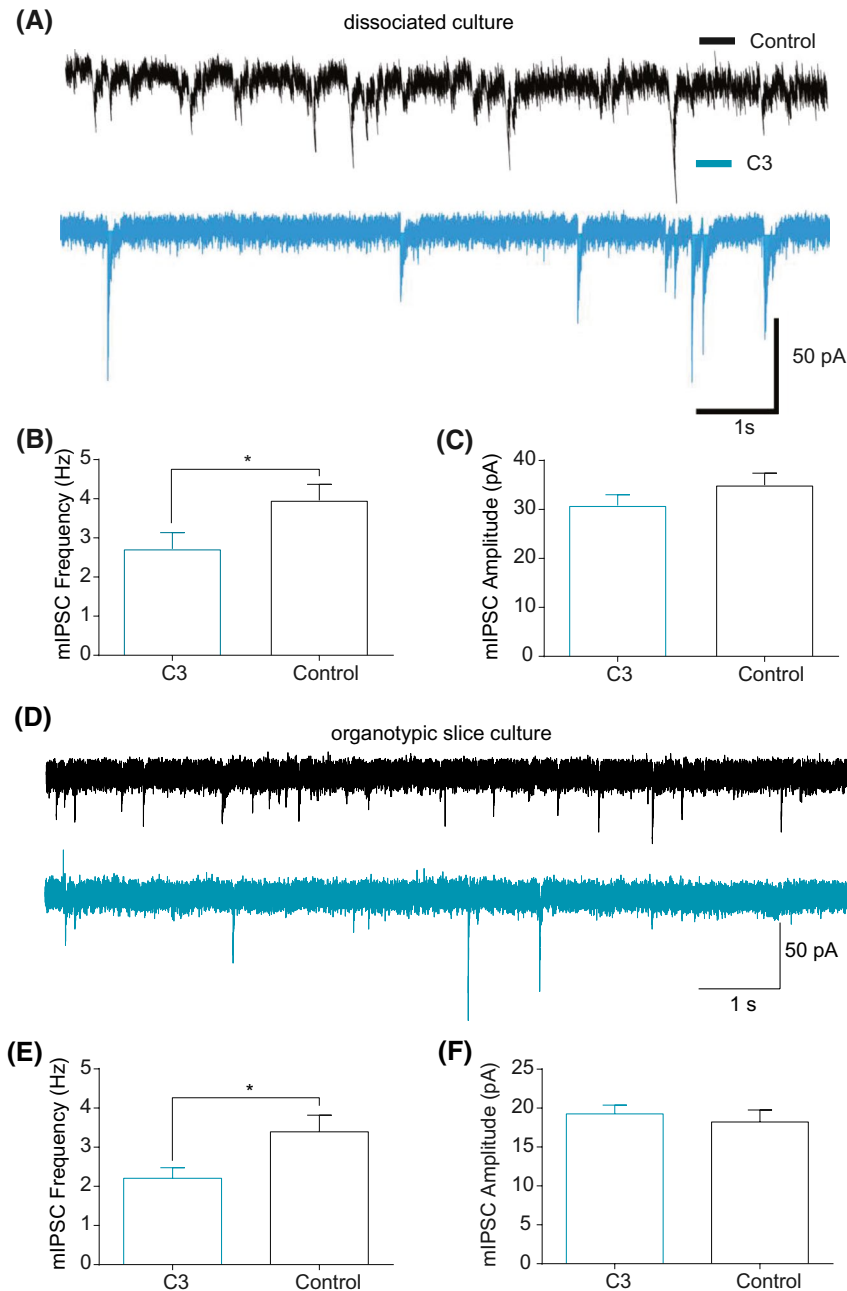 (A)
dissociated culture
Control
C3
50 pA
1s
(B)
mIPSC Frequency (Hz)
5
4
3
2
1
0
*
C3
Control
(C)
mIPSC Amplitude (pA)
40
30
20
10
0
C3
Control
(D)
organotypic slice culture
50 pA
1 s
(E)
mIPSC Frequency (Hz)
5
4
3
2
1
0
*
C3
Control
(F)
mIPSC Amplitude (pA)
25
20
15
10
5
0
C3
Control